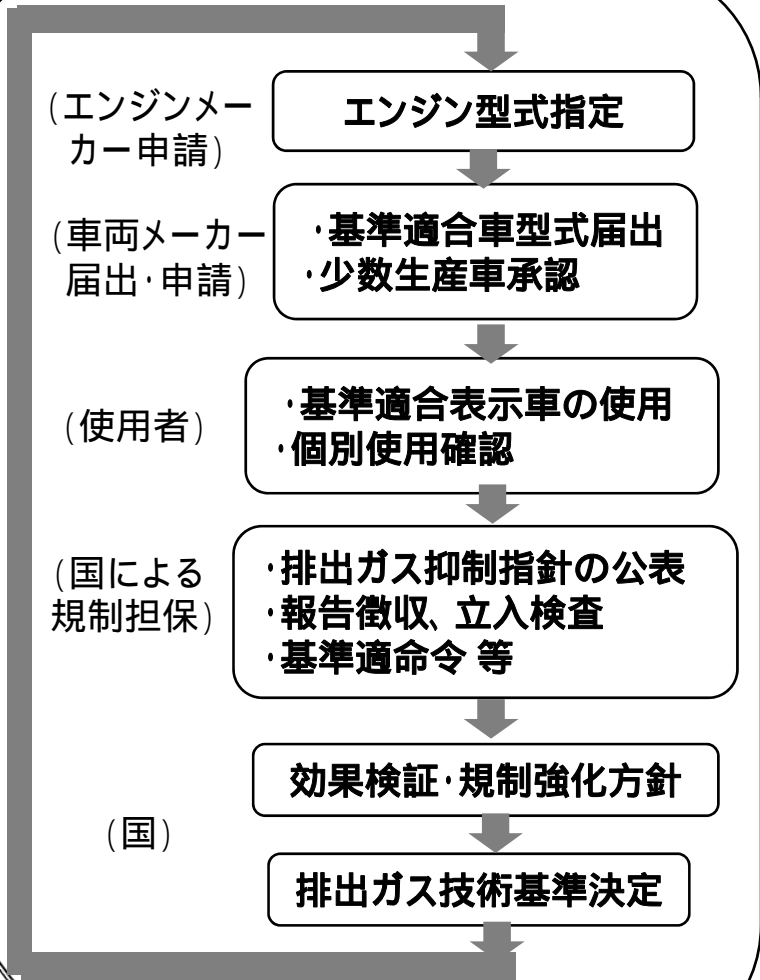 (エンジンメー
カー申請)
エンジン型式指定
(車両メーカー
届出・申請)
・基準適合車型式届出
・少数生産車承認
(使用者)
・基準適合表示車の使用
・個別使用確認
(国による
規制担保)
・排出ガス抑制指針の公表
・報告徴収、立入検査
・基準適命令 等
効果検証・規制強化方針
(国)
排出ガス技術基準決定